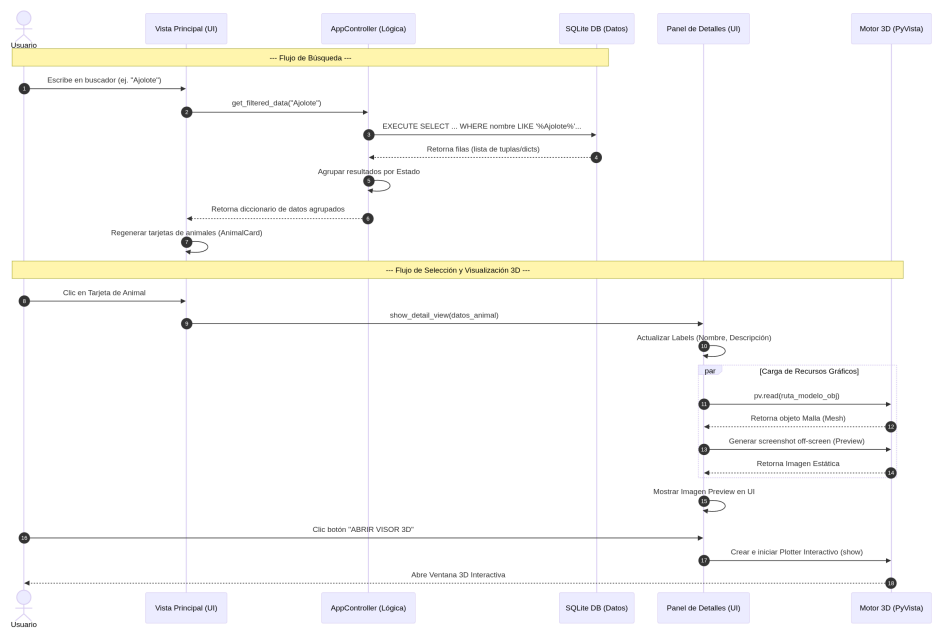 Usuario
Vista Principal (UI)
AppController (Lógica)
SQLite DB (Datos)
Panel de Detalles (UI)
Motor 3D (PyVista)
--- Flujo de Búsqueda ---
1 Escribe en buscador (ej. "Ajolote")
2 get_filtered_data("Ajolote")
3 EXECUTE SELECT ... WHERE nombre LIKE '%Ajolote%'...
Retorna filas (lista de tuplas/dicts) 4
Agrupar resultados por Estado
5
Retorna diccionario de datos agrupados 6
Regenerar tarjetas de animales (AnimalCard)
7
--- Flujo de Selección y Visualización 3D ---
8 Clic en Tarjeta de Animal
9 show_detail_view(datos_animal)
Actualizar Labels (Nombre, Descripción)
10
par [Carga de Recursos Gráficos]
11 pv.read(ruta_modelo_obj)
Retorna objeto Malla (Mesh) 12
13 Generar screenshot off-screen (Preview)
Retorna Imagen Estática 14
Mostrar Imagen Preview en UI
15
16 Clic botón "ABRIR VISOR 3D"
17 Crear e iniciar Plotter Interactivo (show)
Abre Ventana 3D Interactiva 18
Usuario
Vista Principal (UI)
AppController (Lógica)
SQLite DB (Datos)
Panel de Detalles (UI)
Motor 3D (PyVista)